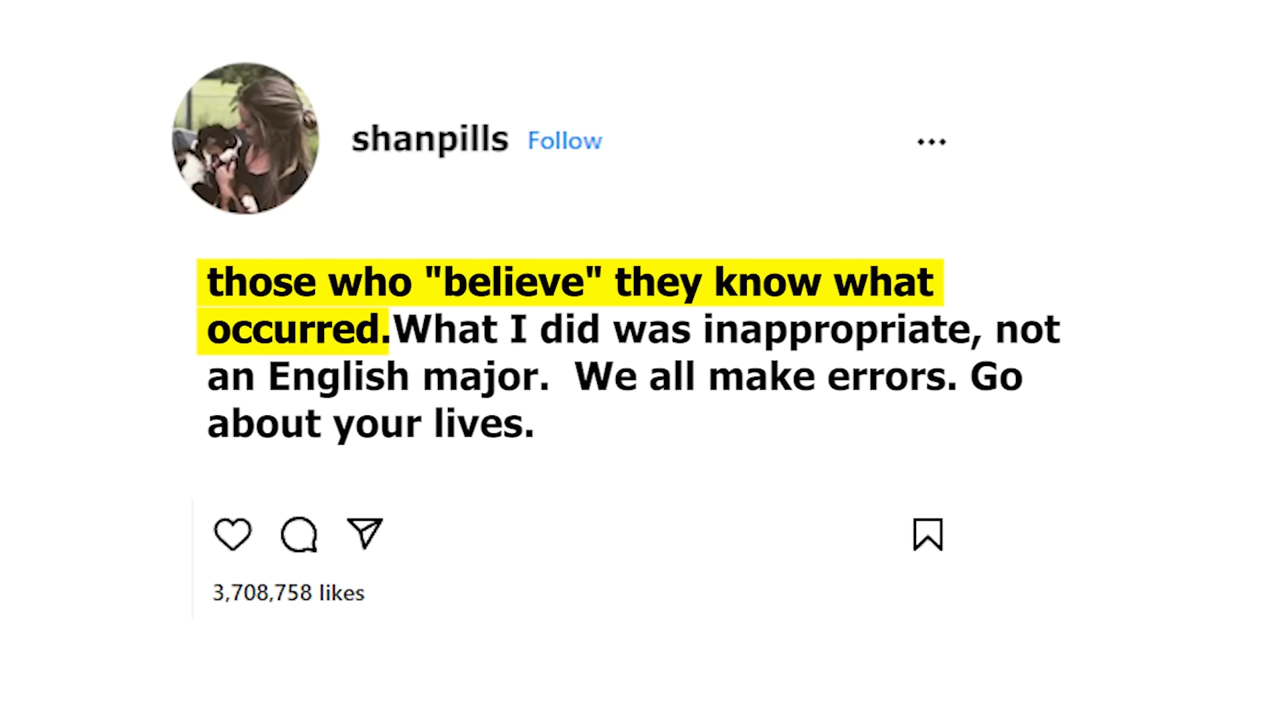 shanpills Follow
those who "believe" they know what
occurred.What I did was inappropriate, not
an English major.  We all make errors. Go
about your lives.
3,708,758 likes